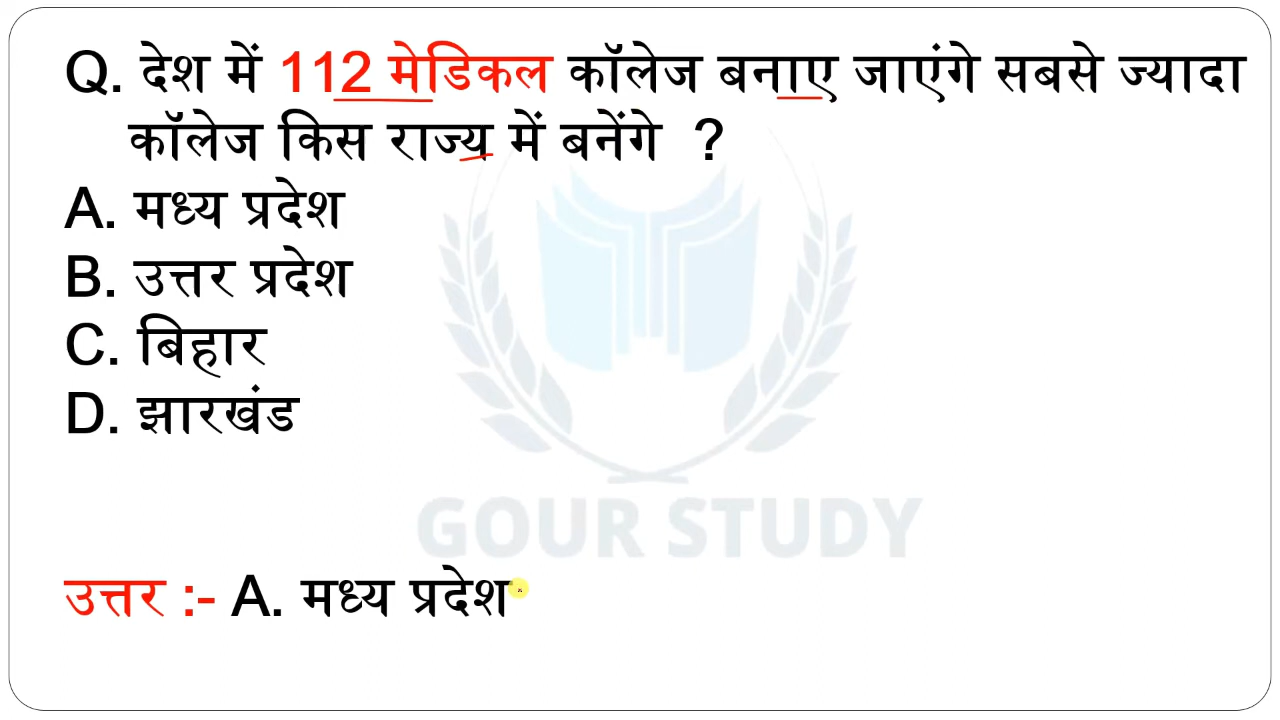 Q. देश में 112 मेडिकल कॉलेज बनाए जाएंगे सबसे ज्यादा
कॉलेज किस राज्य में बनेंगे ?
A. मध्य प्रदेश
B. उत्तर प्रदेश
C. बिहार
D. झारखंड
GOUR STUDY
उत्तर :- A. मध्य प्रदेश